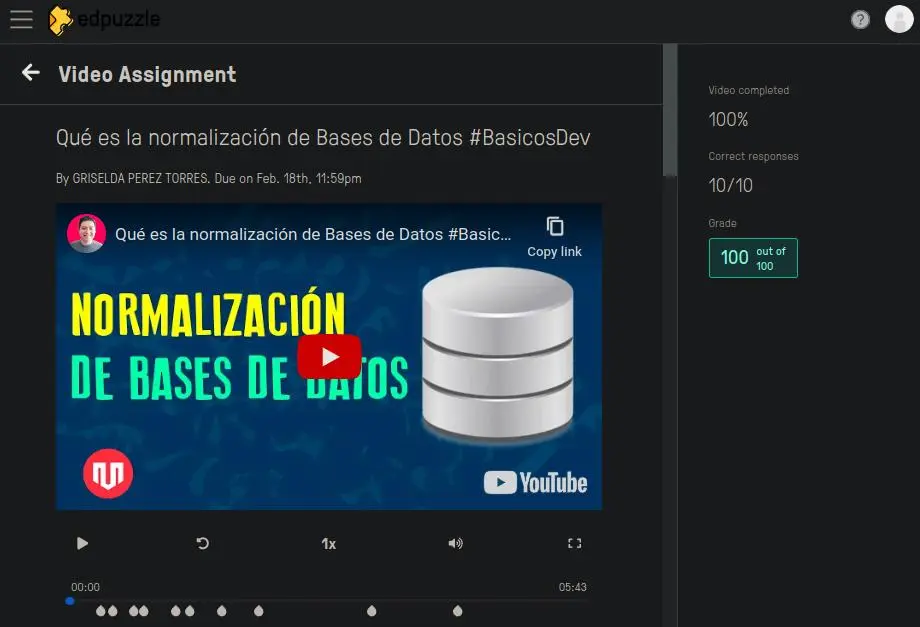 edpuzzle
?
Video Assignment
Qué es la normalización de Bases de Datos #BasicosDev
By GRISELDA PEREZ TORRES. Due on Feb. 18th, 11:59pm
Qué es la normalización de Bases de Datos #Basic...
Copy link
NORMALIZACIÓN
DE BASES DE DATOS
YouTube
1x
00:00
05:43
Video completed
100%
Correct responses
10/10
Grade
100 out of 100